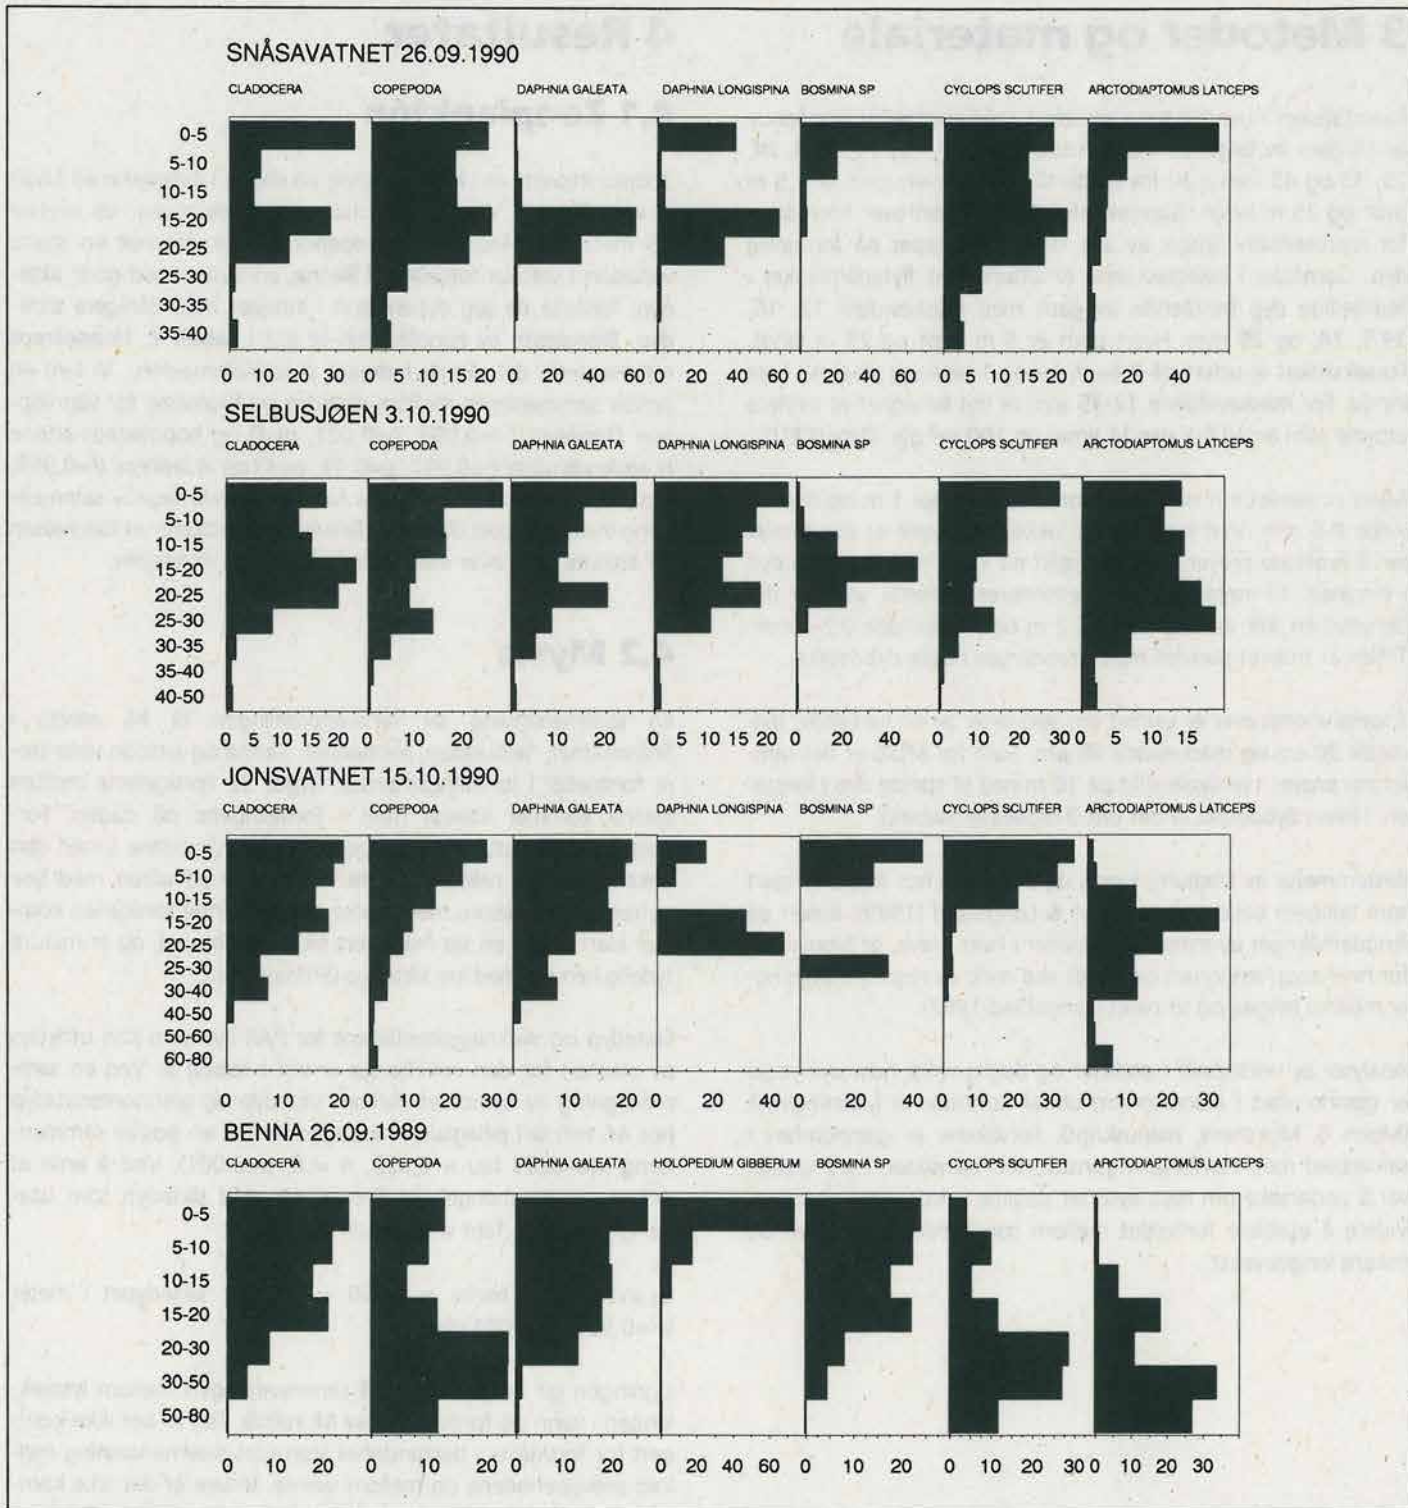 SNÅSAVATNET 26.09.1990
CLADOCERA COPEPODA DAPHNIA GALEATA DAPHNIA LONGISPINA BOSMINA SP CYCLOPS SCUTIFER ARCTODIAPTOMUS LATICEPS
0-5
5-10
10-15
15-20
20-25
25-30
30-35
35-40
0 10 20 30 0 5 10 15 20 0 20 40 60 0 20 40 60 0 20 40 60 0 5 10 15 20 0 20 40
SELBUSJØEN 3.10.1990
CLADOCERA COPEPODA DAPHNIA GALEATA DAPHNIA LONGISPINA BOSMINA SP CYCLOPS SCUTIFER ARCTODIAPTOMUS LATICEPS
0-5
5-10
10-15
15-20
20-25
25-30
30-35
35-40
40-50
0 5 10 15 20 0 10 20 0 10 20 30 0 5 10 15 20 0 20 40 0 10 20 30 0 5 10 15
JONSVATNET 15.10.1990
CLADOCERA COPEPODA DAPHNIA GALEATA DAPHNIA LONGISPINA BOSMINA SP CYCLOPS SCUTIFER ARCTODIAPTOMUS LATICEPS
0-5
5-10
10-15
15-20
20-25
25-30
30-40
40-50
50-60
60-80
0 10 20 0 10 20 30 0 10 20 0 20 40 0 20 40 0 10 20 30 0 10 20 30
BENNA 26.09.1989
CLADOCERA COPEPODA DAPHNIA GALEATA HOLOPEDIUM GIBBERUM BOSMINA SP CYCLOPS SCUTIFER ARCTODIAPTOMUS LATICEPS
0-5
5-10
10-15
15-20
20-30
30-50
50-80
0 10 20 0 10 20 0 10 20 0 20 40 60 0 10 20 0 10 20 30 0 10 20 30